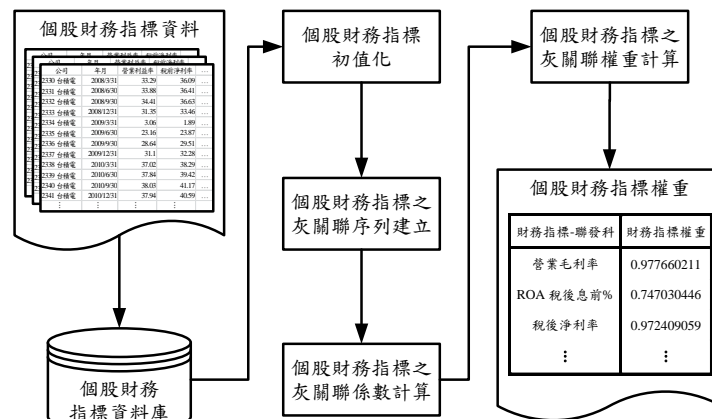 個股財務指標資料
公司 年月 營業利益率 稅前淨利率 …
2330 台積電 2008/3/31 33.29 36.09 …
2331 台積電 2008/6/30 33.88 36.41 …
2332 台積電 2008/9/30 34.41 36.63 …
2333 台積電 2008/12/31 31.35 33.46 …
2334 台積電 2009/3/31 3.06 1.89 …
2335 台積電 2009/6/30 23.16 23.87 …
2336 台積電 2009/9/30 28.64 29.51 …
2337 台積電 2009/12/31 31.1 32.28 …
2338 台積電 2010/3/31 37.02 38.29 …
2339 台積電 2010/6/30 37.84 39.42 …
2340 台積電 2010/9/30 38.03 41.17 …
2341 台積電 2010/12/31 37.94 40.59 …
⋮ ⋮ ⋮ ⋮
個股財務
指標資料庫
個股財務指標
初值化
個股財務指標之
灰關聯序列建立
個股財務指標之
灰關聯係數計算
個股財務指標之
灰關聯權重計算
個股財務指標權重
財務指標-聯發科 財務指標權重
營業毛利率 0.977660211
ROA 稅後息前% 0.747030446
稅後淨利率 0.972409059
⋮ ⋮